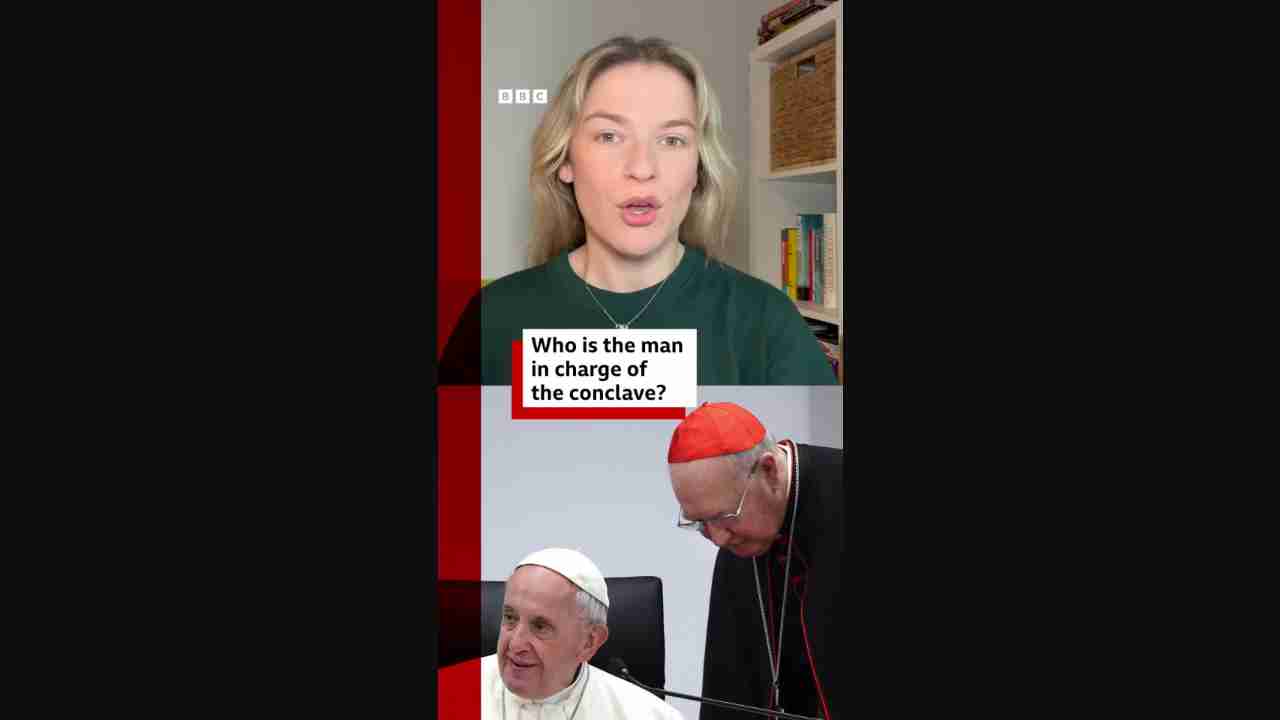 BBC
Who is the man
in charge of
the conclave?